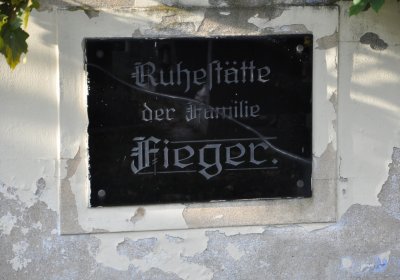 Ruheſtätte
der Familie
Fieger.